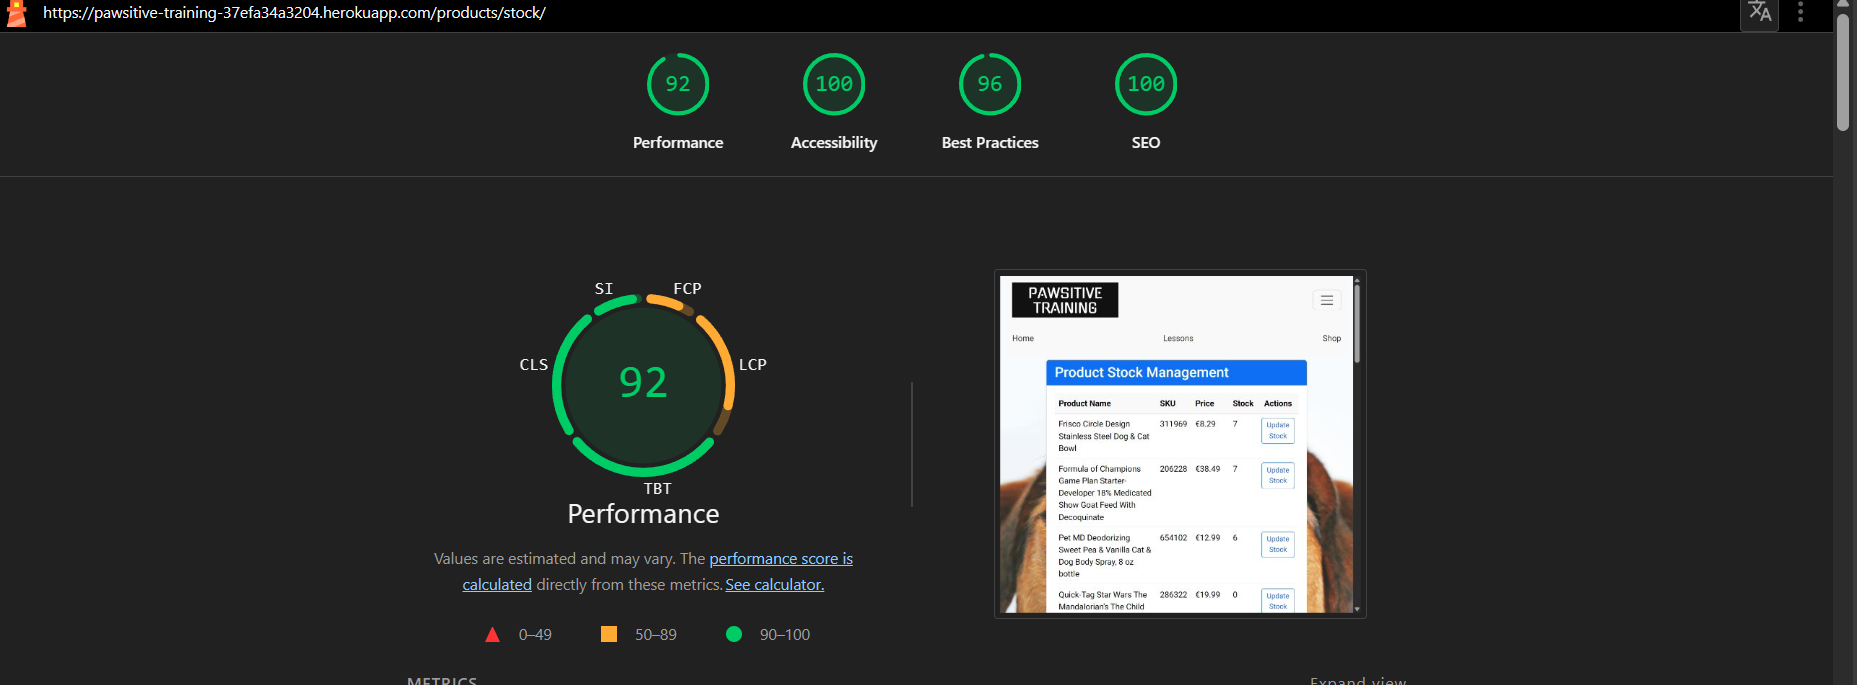 https://pawsitive-training-37efa34a3204.herokuapp.com/products/stock/
92
100
96
100
Performance
Accessibility
Best Practices
SEO
SI
FCP
CLS
LCP
92
TBT
Performance
Values are estimated and may vary. The performance score is
calculated directly from these metrics. See calculator.
0–49
50–89
90–100
PAWSITIVE
TRAINING
Home
Lessons
Shop
Product Stock Management
Product Name SKU Price Stock Actions
Frisco Circle Design
Stainless Steel Dog & Cat
Bowl
311969 €8.29 7
Update
Stock
Formula of Champions
Game Plan Starter-
Developer 18% Medicated
Show Goat Feed With
Decoquinate
206228 €38.49 7
Update
Stock
Pet MD Deodorizing
Sweet Pea & Vanilla Cat &
Dog Body Spray, 8 oz
bottle
654102 €12.99 6
Update
Stock
Quick-Tag Star Wars The
Mandalorian's The Child
286322 €19.99 0
Update
Stock
METRICS
Expand view